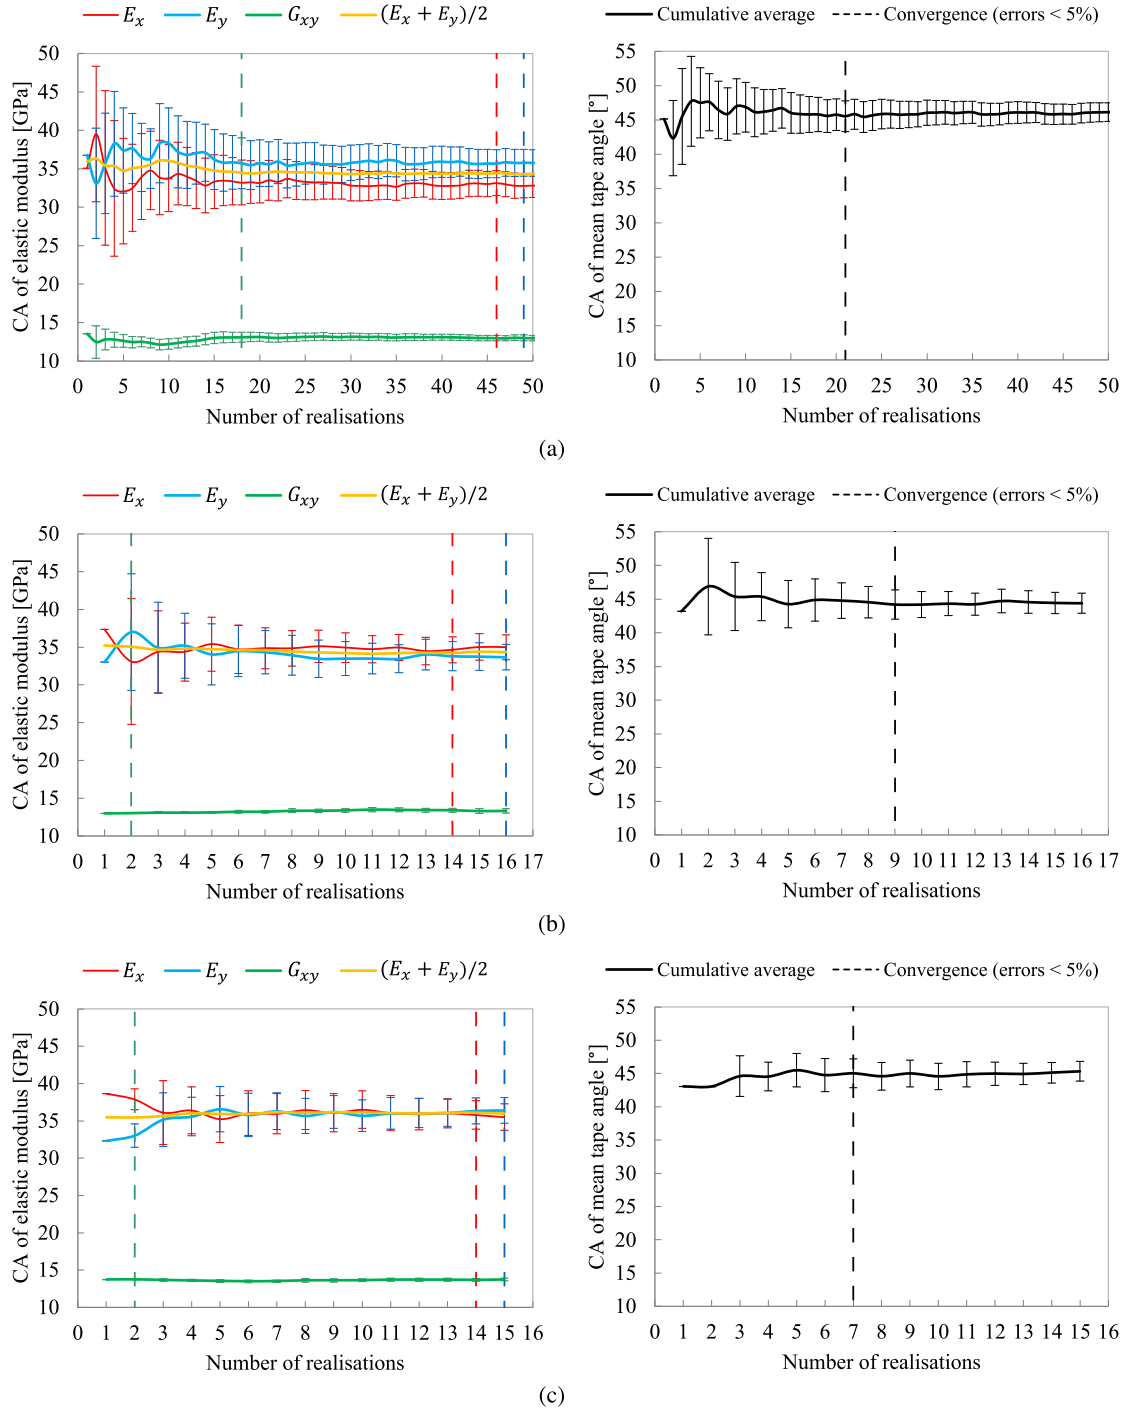 Eₓ E_y Gₓy (Eₓ + E_y)/2
CA of elastic modulus [GPa]
50
45
40
35
30
25
20
15
10
0 5 10 15 20 25 30 35 40 45 50
Number of realisations
Cumulative average Convergence (errors < 5%)
CA of mean tape angle [°]
55
50
45
40
35
30
25
20
15
10
0 5 10 15 20 25 30 35 40 45 50
Number of realisations
(a)
Eₓ E_y Gₓy (Eₓ + E_y)/2
CA of elastic modulus [GPa]
50
45
40
35
30
25
20
15
10
0 1 2 3 4 5 6 7 8 9 10 11 12 13 14 15 16 17
Number of realisations
Cumulative average Convergence (errors < 5%)
CA of mean tape angle [°]
55
50
45
40
35
30
25
20
15
10
0 1 2 3 4 5 6 7 8 9 10 11 12 13 14 15 16 17
Number of realisations
(b)
Eₓ E_y Gₓy (Eₓ + E_y)/2
CA of elastic modulus [GPa]
50
45
40
35
30
25
20
15
10
0 1 2 3 4 5 6 7 8 9 10 11 12 13 14 15 16
Number of realisations
Cumulative average Convergence (errors < 5%)
CA of mean tape angle [°]
55
50
45
40
35
30
25
20
15
10
0 1 2 3 4 5 6 7 8 9 10 11 12 13 14 15 16
Number of realisations
(c)